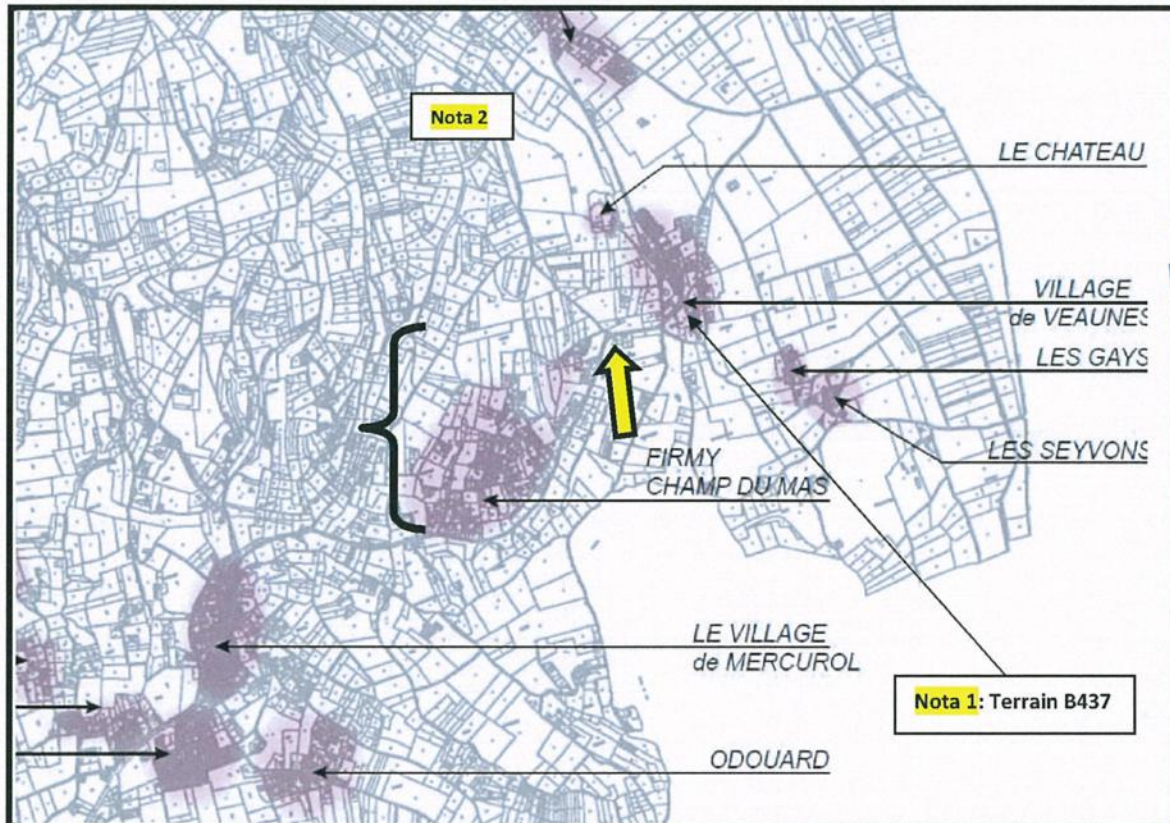 Nota 2
LE CHATEAU
VILLAGE
de VEAUNES
LES GAYS
LES SEYVONS
FIRMY
CHAMP DU MAS
LE VILLAGE
de MERCUROL
Nota 1: Terrain B437
ODOUARD